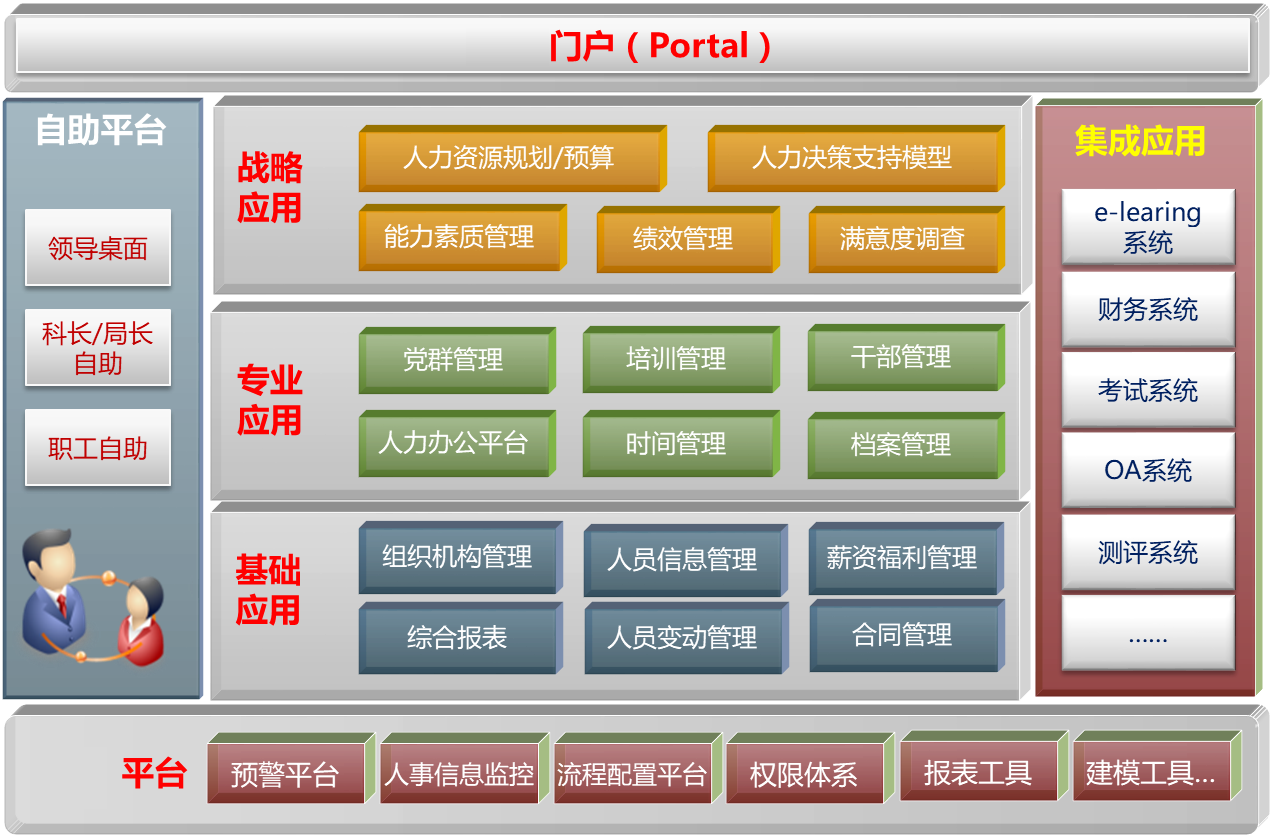 门户（Portal）
自助平台
领导桌面
科长/局长
自助
职工自助
战略
应用
人力资源规划/预算
人力决策支持模型
能力素质管理
绩效管理
满意度调查
专业
应用
党群管理
培训管理
干部管理
人力办公平台
时间管理
档案管理
基础
应用
组织机构管理
人员信息管理
薪资福利管理
综合报表
人员变动管理
合同管理
集成应用
e-learing
系统
财务系统
考试系统
OA系统
测评系统
……
平台
预警平台
人事信息监控
流程配置平台
权限体系
报表工具
建模工具...